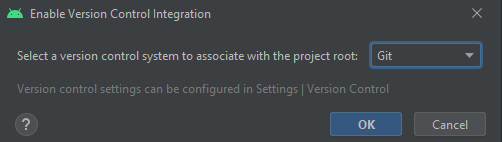 Enable Version Control Integration
Select a version control system to associate with the project root: Git
Version control settings can be configured in Settings | Version Control
? OK Cancel